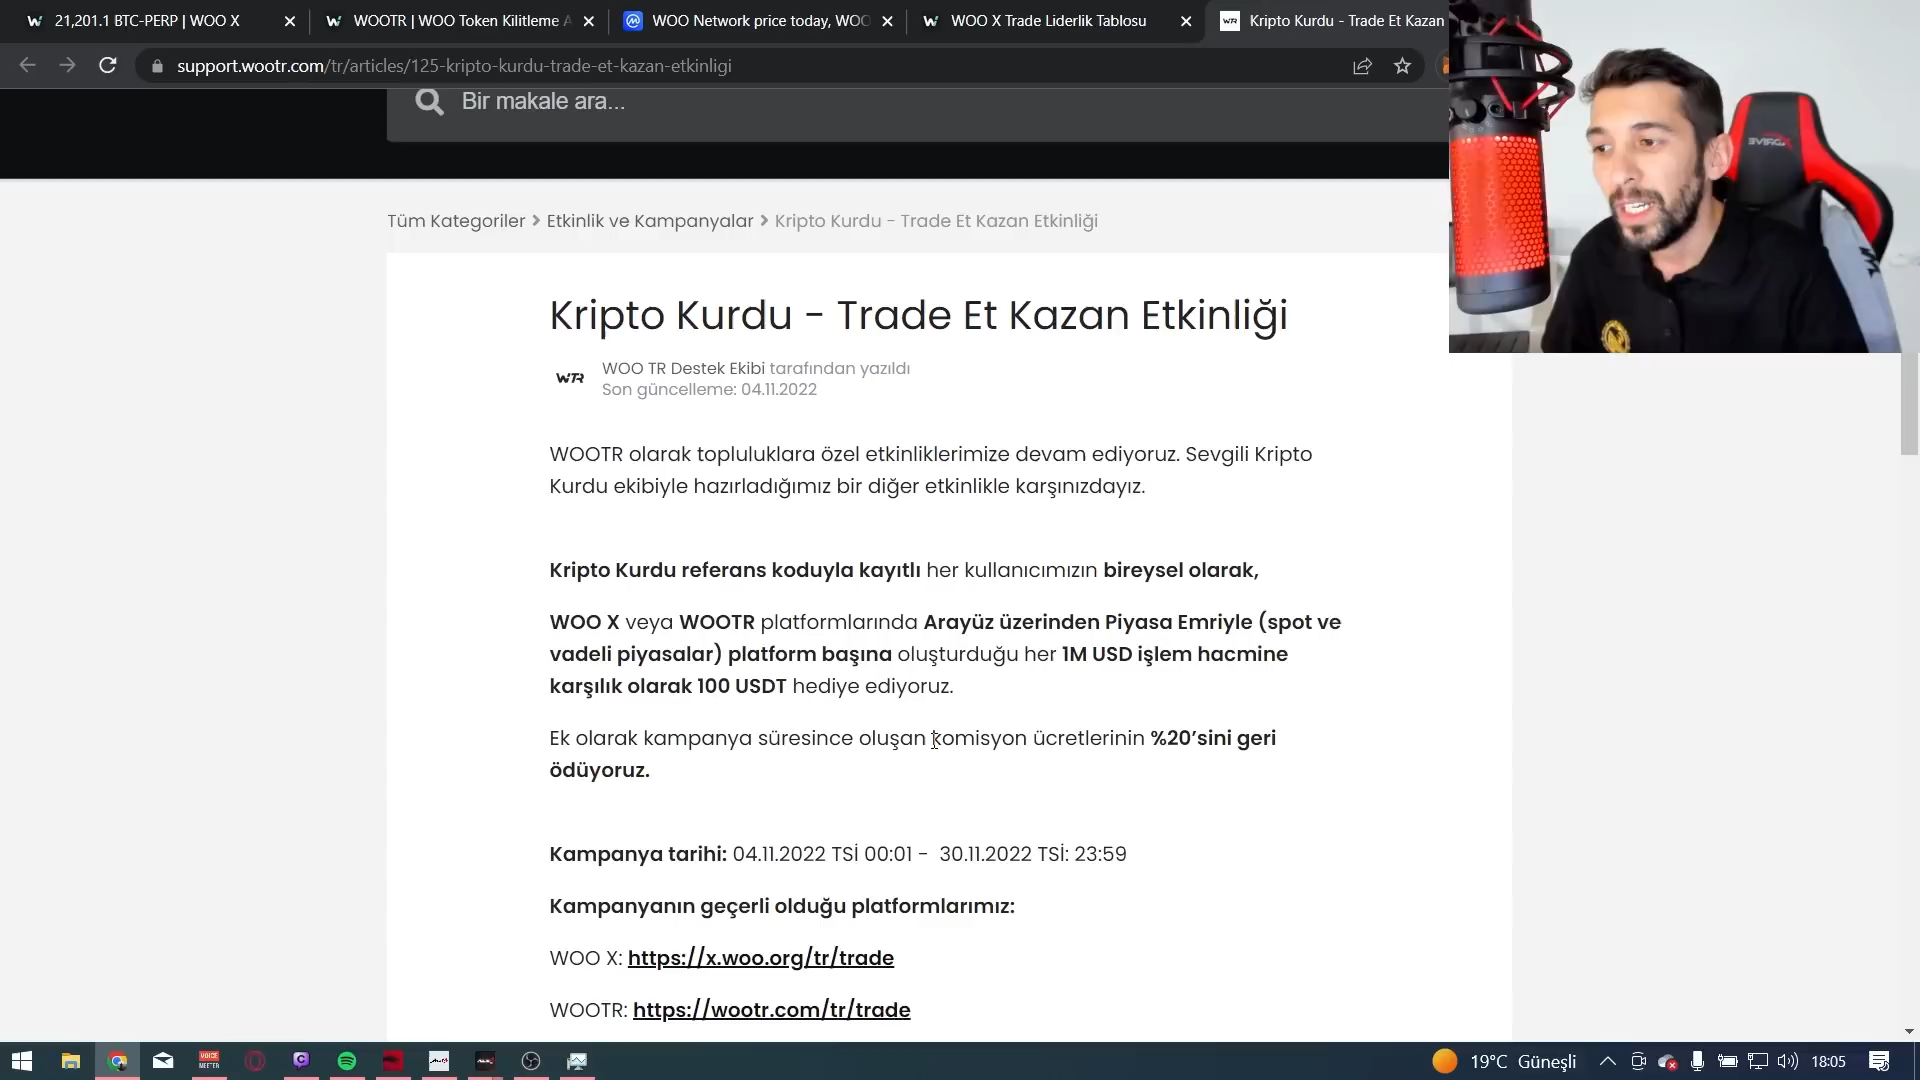 21,201.1 BTC-PERP | WOO X
WOOTR | WOO Token Kilitleme A
WOO Network price today, WOO
WOO X Trade Liderlik Tablosu
Kripto Kurdu - Trade Et Kazan
support.wootr.com/tr/articles/125-kripto-kurdu-trade-et-kazan-etkinligi
Bir makale ara...
Tüm Kategoriler > Etkinlik ve Kampanyalar > Kripto Kurdu - Trade Et Kazan Etkinliği
Kripto Kurdu - Trade Et Kazan Etkinliği
WTR
WOO TR Destek Ekibi tarafından yazıldı
Son güncelleme: 04.11.2022
WOOTR olarak topluluklara özel etkinliklerimize devam ediyoruz. Sevgili Kripto
Kurdu ekibiyle hazırladığımız bir diğer etkinlikle karşınızdayız.
Kripto Kurdu referans koduyla kayıtlı her kullanıcımızın bireysel olarak,
WOO X veya WOOTR platformlarında Arayüz üzerinden Piyasa Emriyle (spot ve
vadeli piyasalar) platform başına oluşturduğu her 1M USD işlem hacmine
karşılık olarak 100 USDT hediye ediyoruz.
Ek olarak kampanya süresince oluşan komisyon ücretlerinin %20’sini geri
ödüyoruz.
Kampanya tarihi: 04.11.2022 TSİ 00:01 - 30.11.2022 TSİ: 23:59
Kampanyanın geçerli olduğu platformlarımız:
WOO X: https://x.woo.org/tr/trade
WOOTR: https://wootr.com/tr/trade
VOICE
MEETER
19°C Güneşli
18:05